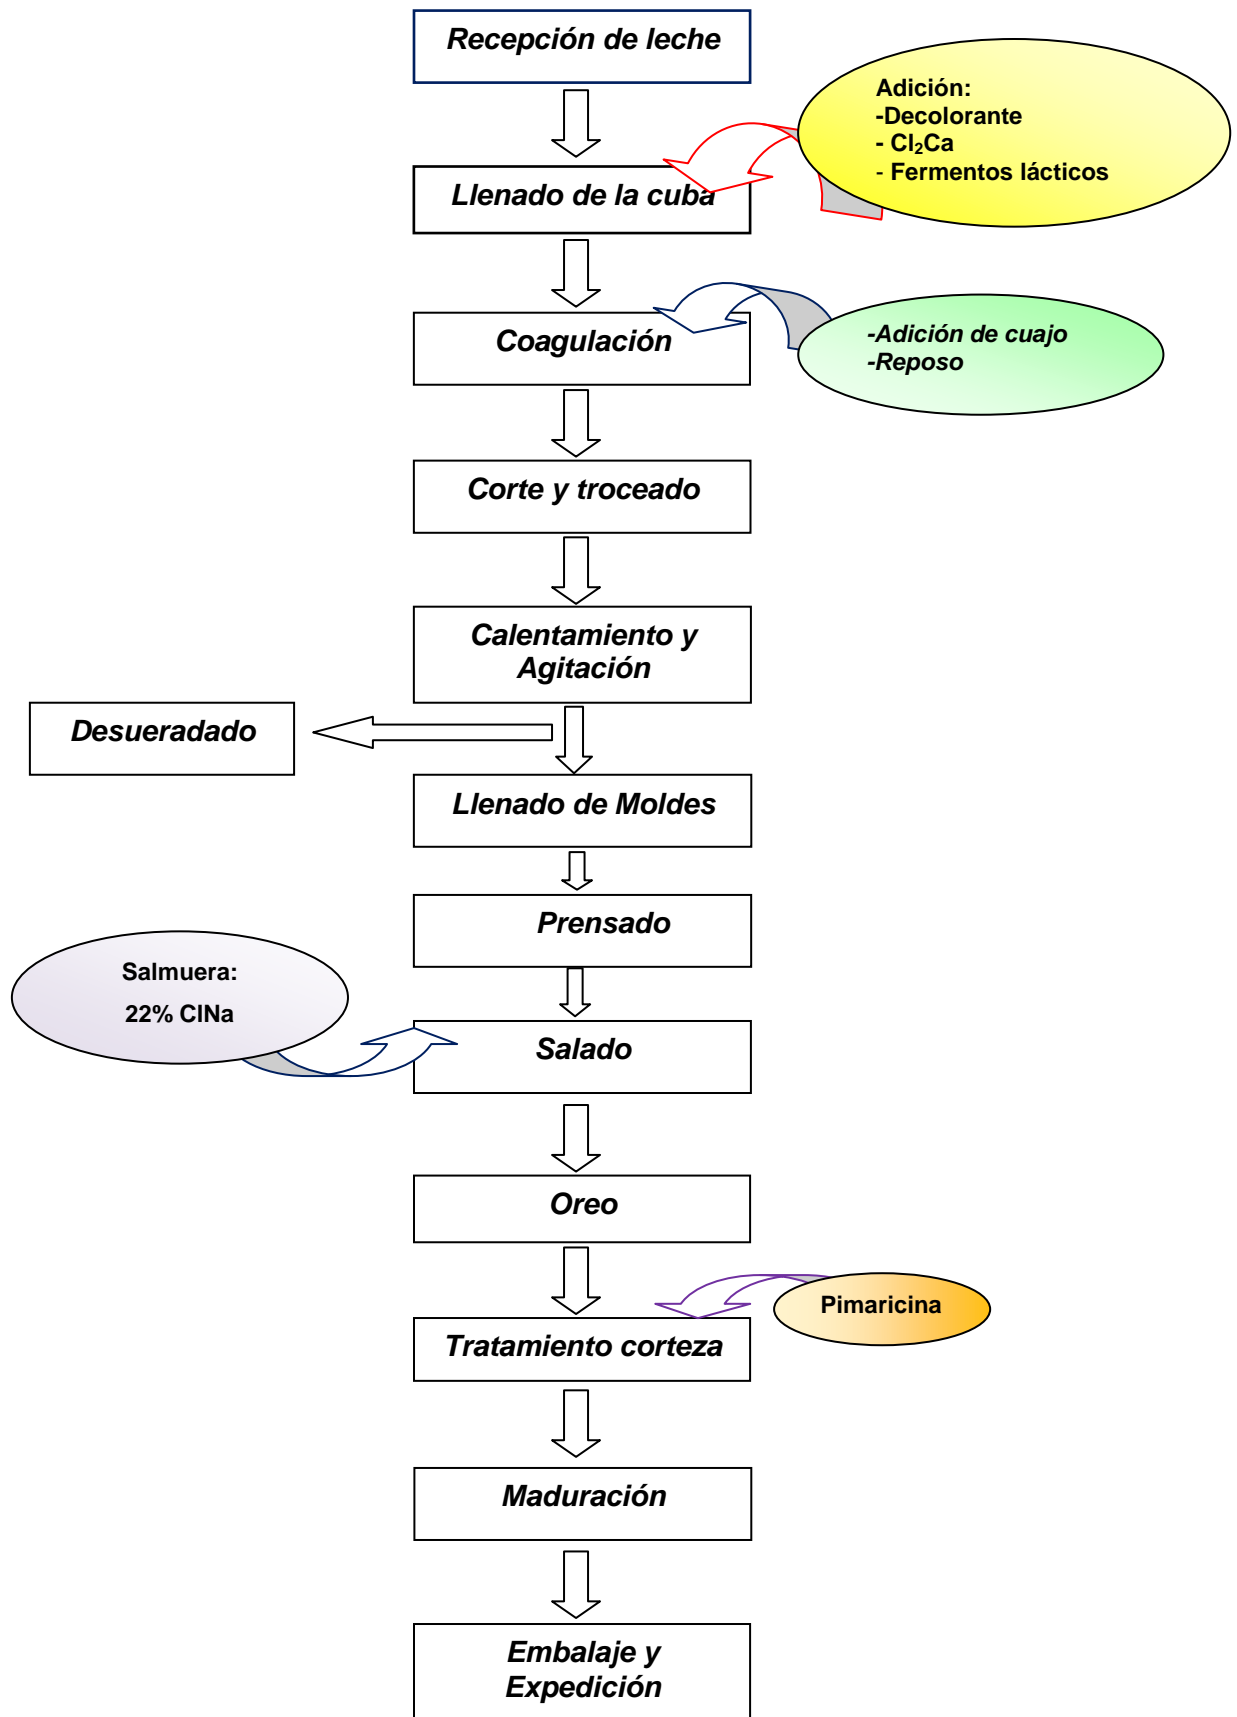 Recepción de leche
Adición:
-Decolorante
- Cl₂Ca
- Fermentos lácticos
Llenado de la cuba
Coagulación
-Adición de cuajo
-Reposo
Corte y troceado
Calentamiento y
Agitación
Desueradado
Llenado de Moldes
Prensado
Salmuera:
22% ClNa
Salado
Oreo
Pimaricina
Tratamiento corteza
Maduración
Embalaje y
Expedición